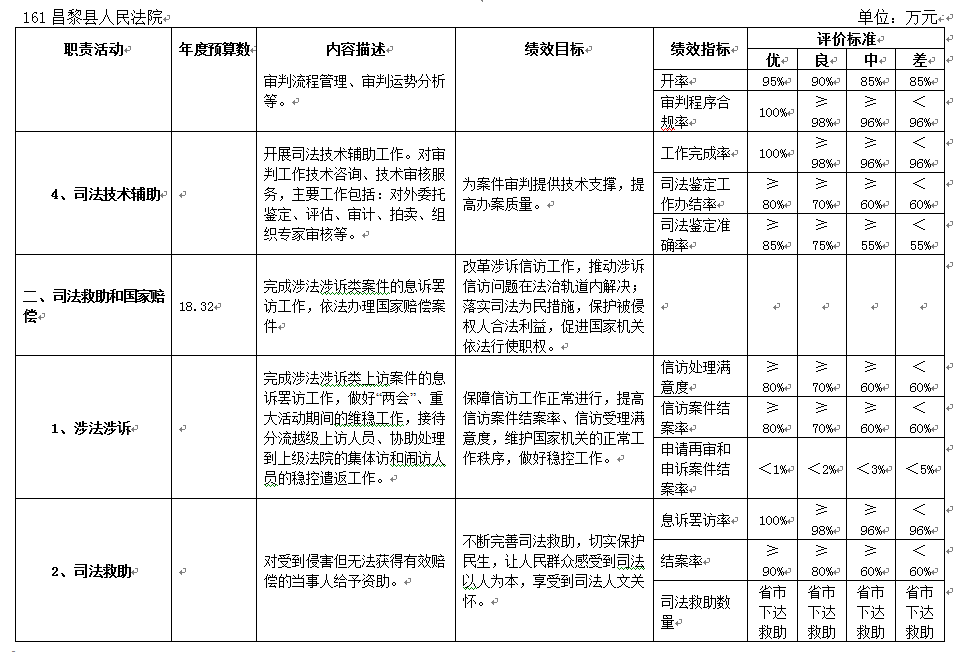 161 昌黎县人民法院
单位：万元
职责活动
年度预算数
内容描述
绩效目标
绩效指标
评价标准
优
良
中
差
审判流程管理、审判运势分析
等。
开率
95%
90%
85%
85%
审判程序合
规率
100%
≥
98%
≥
96%
＜
96%
4、司法技术辅助
开展司法技术辅助工作。对审
判工作技术咨询、技术审核服
务，主要工作包括：对外委托
鉴定、评估、审计、拍卖、组
织专家审核等。
为案件审判提供技术支撑，提
高办案质量。
工作完成率
100%
≥
98%
≥
96%
＜
96%
司法鉴定工
作办结率
≥
80%
≥
70%
≥
60%
＜
60%
司法鉴定准
确率
≥
85%
≥
75%
≥
55%
＜
55%
二、司法救助和国家赔
偿
18.32
完成涉法涉诉类案件的息诉罢
访工作，依法办理国家赔偿案
件
改革涉诉信访工作，推动涉诉
信访问题在法治轨道内解决；
落实司法为民措施，保护被侵
权人合法利益，促进国家机关
依法行使职权。
1、涉法涉诉
完成涉法涉诉类上访案件的息
诉罢访工作，做好“两会”、重
大活动期间的维稳工作，接待
分流越级上访人员、协助处理
到上级法院的集体访和闹访人
员的稳控遣返工作。
保障信访工作正常进行，提高
信访案件结案率、信访受理满
意度，维护国家机关的正常工
作秩序，做好稳控工作。
信访处理满
意度
≥
80%
≥
70%
≥
60%
＜
60%
信访案件结
案率
≥
80%
≥
70%
≥
60%
＜
60%
申请再审和
申诉案件结
案率
＜1%
＜2%
＜3%
＜5%
2、司法救助
对受到侵害但无法获得有效赔
偿的当事人给予资助。
不断完善司法救助，切实保护
民生，让人民群众感受到司法
以人为本，享受到司法人文关
怀。
息诉罢访率
100%
≥
98%
≥
96%
＜
96%
结案率
≥
90%
≥
80%
≥
60%
＜
60%
司法救助数
量
省市
下达
救助
省市
下达
救助
省市
下达
救助
省市
下达
救助